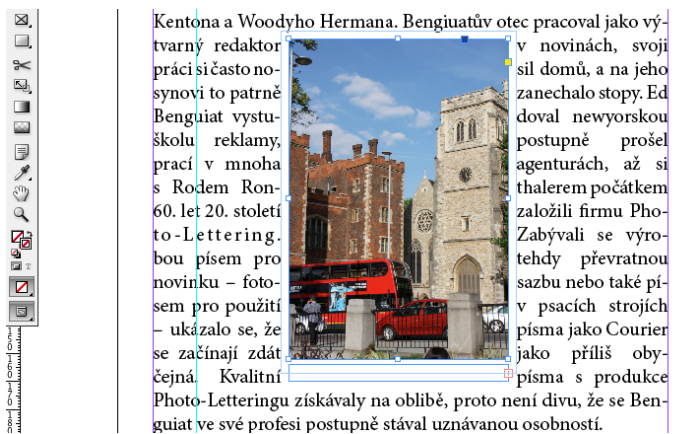 Kentona a Woodyho Hermana. Bengiuatův otec pracoval jako vý-
tvarný redaktor v novinách, svoji
práci si často no- sil domů, a na jeho
synovi to patrně zanechalo stopy. Ed
Benguiat vystu- doval newyorskou
školu reklamy, postupně prošel
prací v mnoha agenturách, až si
s Rodem Ron- thalerem počátkem
60. let 20. století založili firmu Pho-
to-Lettering. Zabývali se výro-
bou písem pro tehdy převratnou
novinku – foto- sazbu nebo také pí-
sem pro použití v psacích strojích
– ukázalo se, že písma jako Courier
se začínají zdát jako příliš oby-
čejná. Kvalitní písma s produkce
Photo-Letteringu získávaly na oblibě, proto není divu, že se Ben-
guiat ve své profesi postupně stával uznávanou osobností.